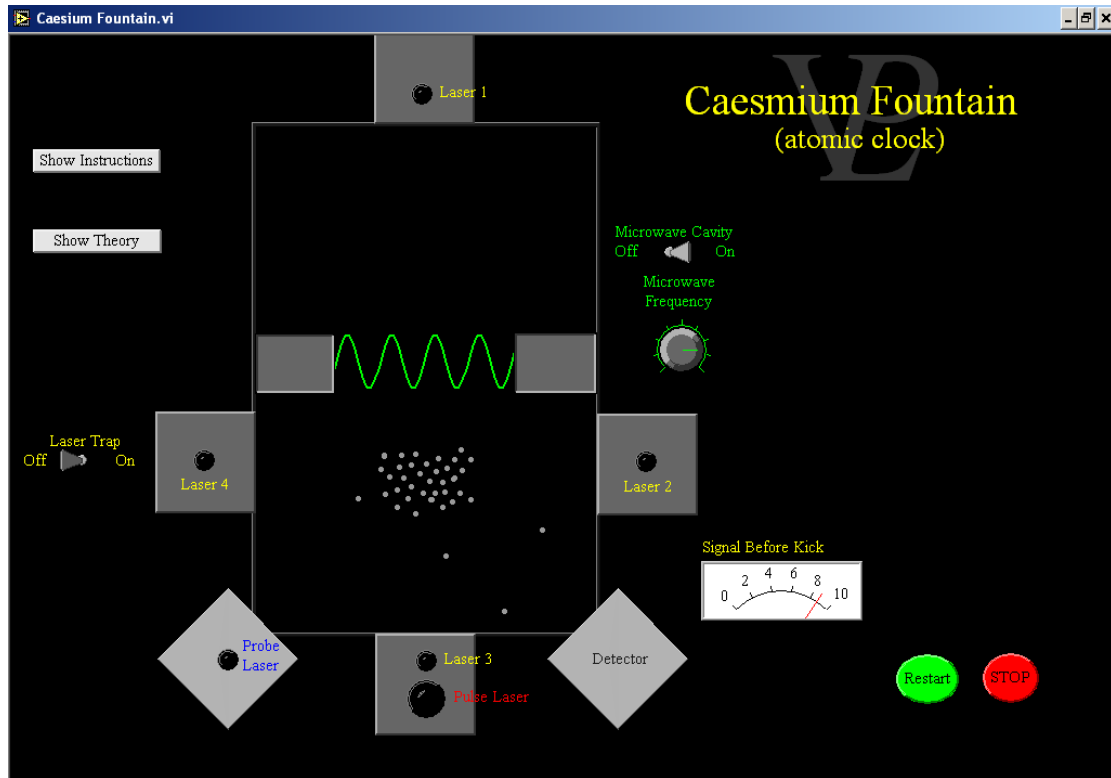 Caesium Fountain.vi
Laser 1
Caesmium Fountain
(atomic clock)
VPL
Show Instructions
Show Theory
Microwave Cavity
Off On
Microwave
Frequency
Laser Trap
Off On
Laser 4
Laser 2
Signal Before Kick
0 2 4 6 8 10
Probe
Laser
Laser 3
Pulse Laser
Detector
Restart
STOP